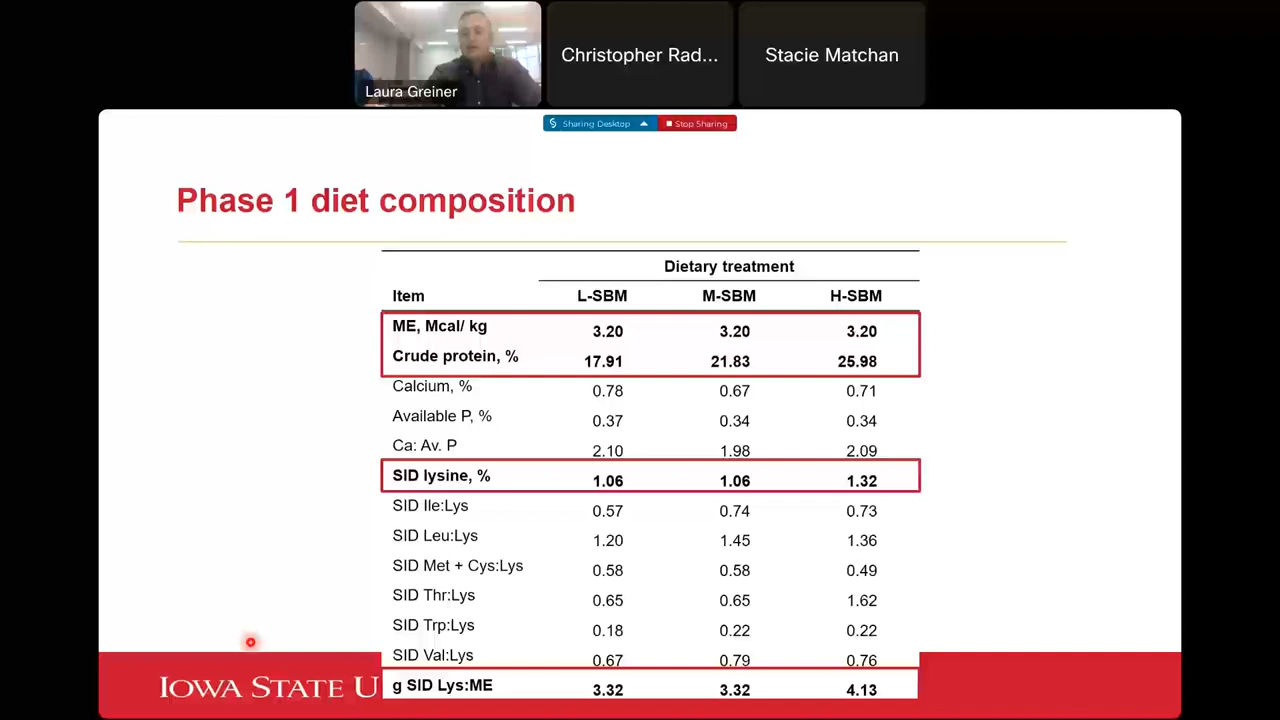 Laura Greiner
Christopher Rad...
Stacie Matchan
Sharing Desktop
Stop Sharing
Phase 1 diet composition
Dietary treatment
Item L-SBM M-SBM H-SBM
ME, Mcal/ kg 3.20 3.20 3.20
Crude protein, % 17.91 21.83 25.98
Calcium, % 0.78 0.67 0.71
Available P, % 0.37 0.34 0.34
Ca: Av. P 2.10 1.98 2.09
SID lysine, % 1.06 1.06 1.32
SID Ile:Lys 0.57 0.74 0.73
SID Leu:Lys 1.20 1.45 1.36
SID Met + Cys:Lys 0.58 0.58 0.49
SID Thr:Lys 0.65 0.65 1.62
SID Trp:Lys 0.18 0.22 0.22
SID Val:Lys 0.67 0.79 0.76
g SID Lys:ME 3.32 3.32 4.13
IOWA STATE U